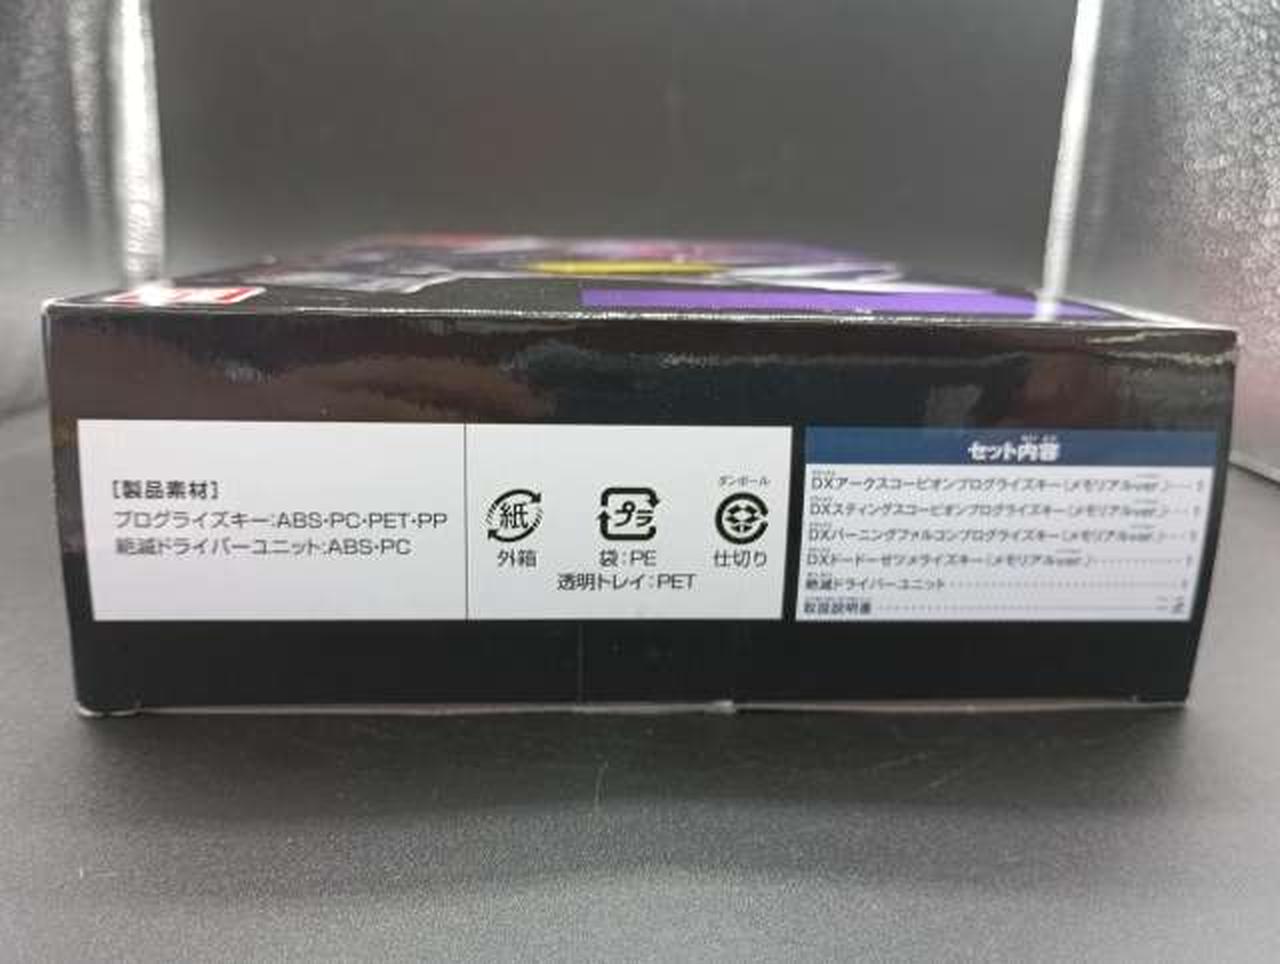 [製品素材]
プログライズキー:ABS・PC・PET・PP
絶滅ドライバーユニット:ABS・PC
紙
外箱
プラ
袋:PE
透明トレイ:PET
ダンボール
仕切り
セット内容
DXアークスコーピオンプログライズキー(メモリアルver.)…1
DXスティングスコーピオンプログライズキー(メモリアルver.)…1
DXバーニングファルコンプログライズキー(メモリアルver.)…1
DXドードーゼツメライズキー(メモリアルver.)…1
絶滅ドライバーユニット…1
取扱説明書